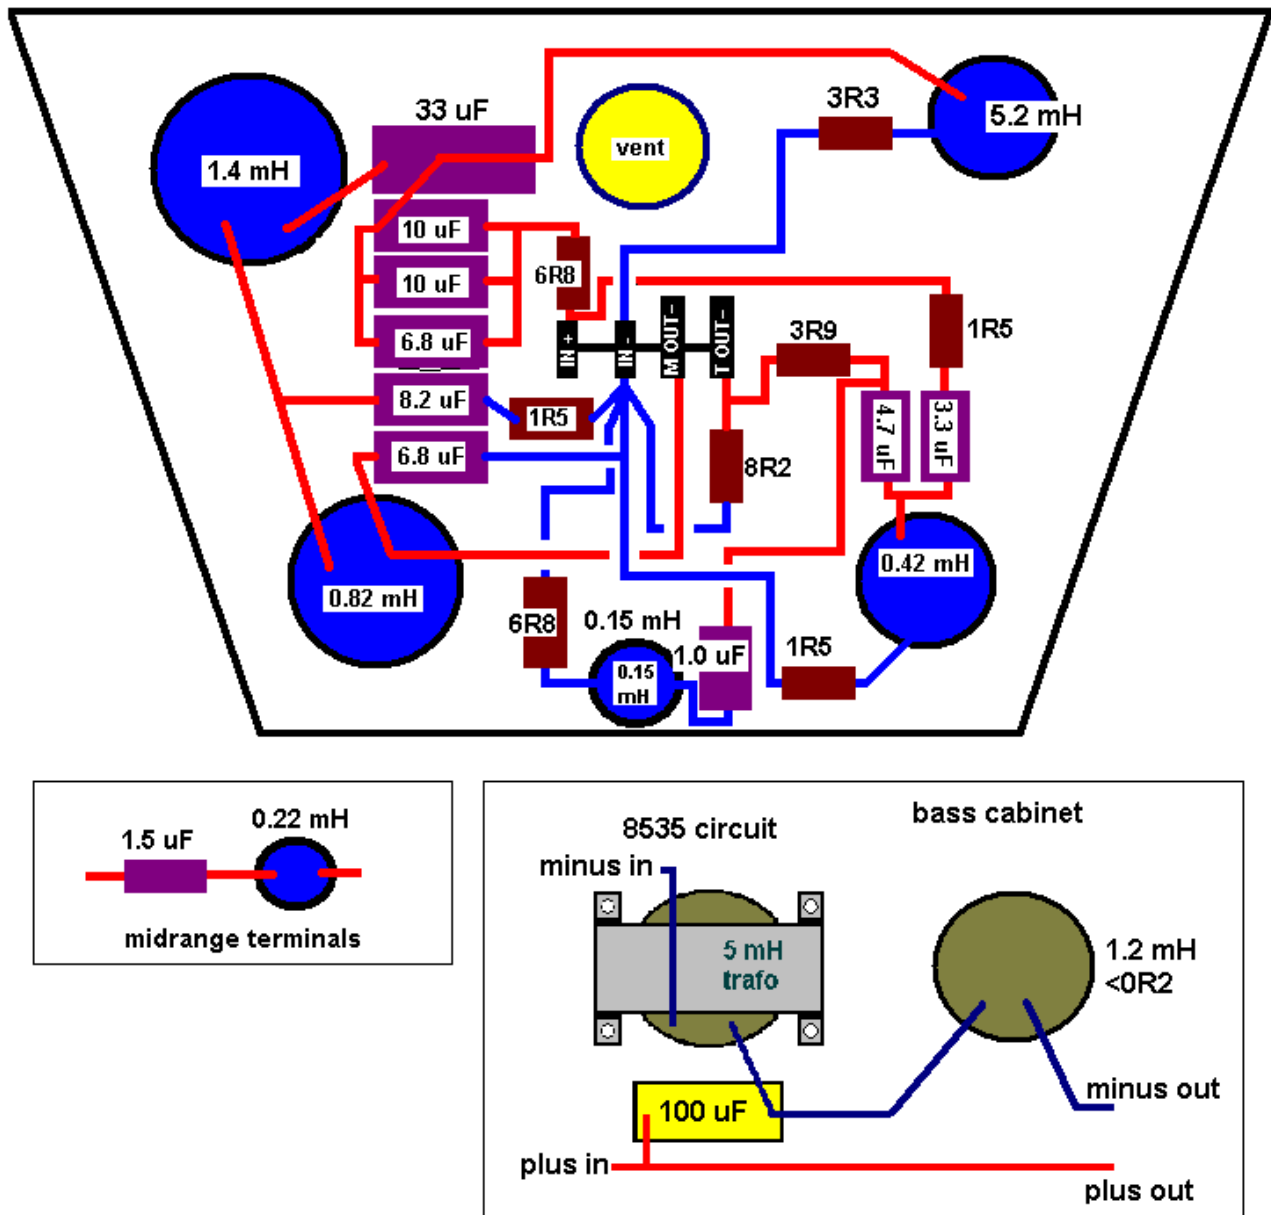 33 uF
3R3
5.2 mH
vent
1.4 mH
10 uF
10 uF
6R8
6.8 uF
IN +
IN -
M OUT-
T OUT-
3R9
1R5
8.2 uF
1R5
4.7 uF
3.3 uF
6.8 uF
8R2
0.82 mH
0.42 mH
6R8
0.15 mH
1.0 uF
1R5
0.15
mH
1.5 uF
0.22 mH
midrange terminals
8535 circuit
bass cabinet
minus in
5 mH
trafo
1.2 mH
<0R2
100 uF
minus out
plus in
plus out